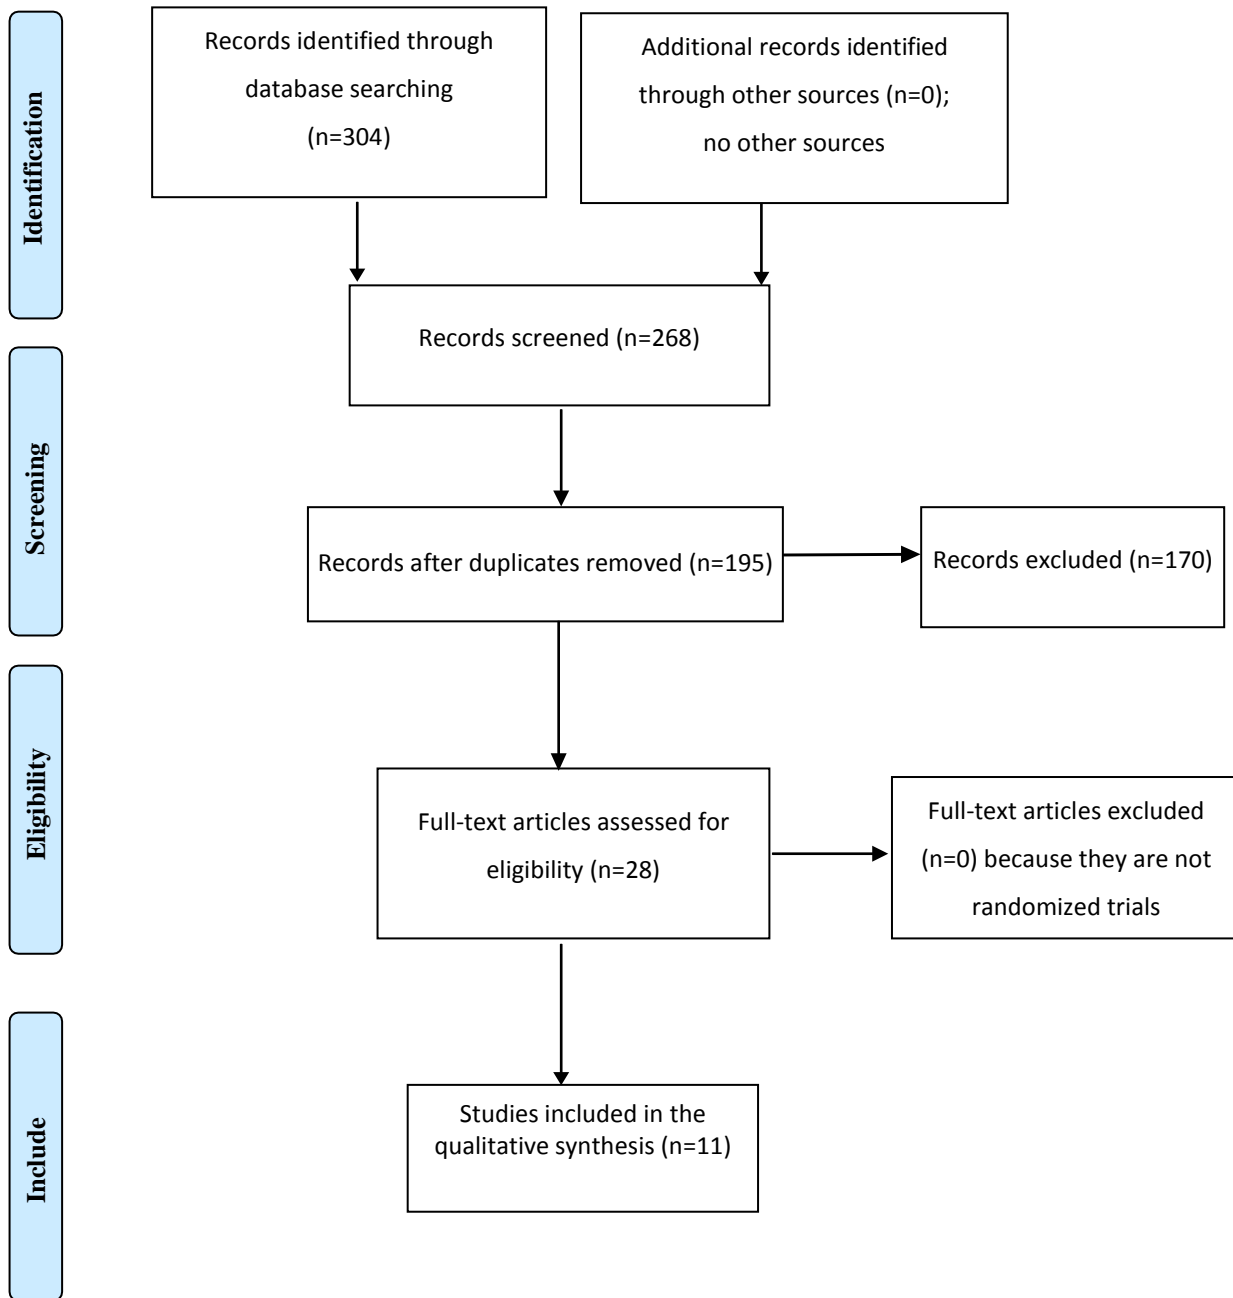 Identification
Records identified through
database searching
(n=304)
Additional records identified
through other sources (n=0);
no other sources
Records screened (n=268)
Screening
Records after duplicates removed (n=195)
Records excluded (n=170)
Eligibility
Full-text articles assessed for
eligibility (n=28)
Full-text articles excluded
(n=0) because they are not
randomized trials
Include
Studies included in the
qualitative synthesis (n=11)